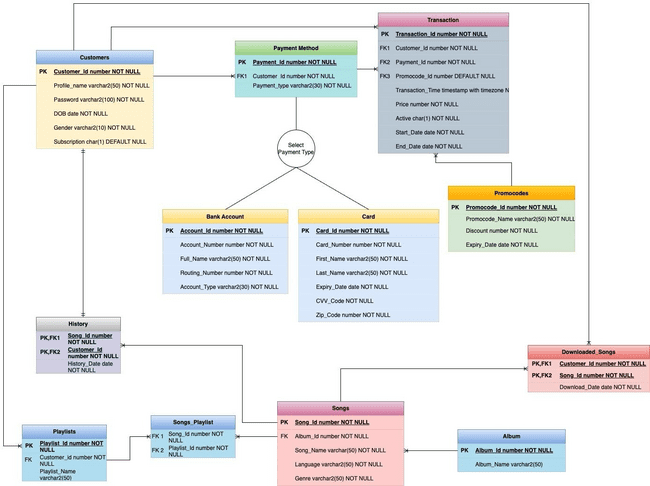 Transaction
PK Transaction_Id number NOT NULL
FK1 Customer_Id number NOT NULL
FK2 Payment_Id number NOT NULL
FK3 Promocode_Id number DEFAULT NULL
Transaction_Time timestamp with timezone N
Price number NOT NULL
Active char(1) NOT NULL
Start_Date date NOT NULL
End_Date date NOT NULL
Payment Method
PK Payment_Id number NOT NULL
FK1 Customer_Id number NOT NULL
Payment_type varchar2(30) NOT NULL
Customers
PK Customer_Id number NOT NULL
Profile_name varchar2(50) NOT NULL
Password varchar2(100) NOT NULL
DOB date NOT NULL
Gender varchar2(10) NOT NULL
Subscription char(1) DEFAULT NULL
Select
Payment Type
Promocodes
PK Promocode_Id number NOT NULL
Promocode_Name varchar2(50) NOT NULL
Discount number NOT NULL
Expiry_Date date NOT NULL
Bank Account
PK Account_Id number NOT NULL
Account_Number number NOT NULL
Full_Name varchar2(50) NOT NULL
Routing_Number number NOT NULL
Account_Type varchar2(30) NOT NULL
Card
PK Card_Id number NOT NULL
Card_Number number NOT NULL
First_Name varchar2(50) NOT NULL
Last_Name varchar2(50) NOT NULL
Expiry_Date date NOT NULL
CVV_Code NOT NULL
Zip_Code number NOT NULL
History
PK,FK1 Song_Id number
NOT NULL
PK,FK2 Customer_Id
number NOT NULL
History_Date date
NOT NULL
Downloaded_Songs
PK,FK1 Customer_Id number NOT NULL
PK,FK2 Song_Id number NOT NULL
Download_Date date NOT NULL
Playlists
PK Playlist_Id number NOT
NULL
FK Customer_Id number NOT
NULL
Playlist_Name
varchar2(50)
Songs_Playlist
FK 1 Song_Id number NOT
NULL
FK 2 Playlist_Id number NOT
NULL
Songs
PK Song_Id number NOT NULL
FK Album_Id number NOT NULL
Song_Name varchar(50) NOT NULL
Language varchar2(50) NOT NULL
Genre varchar2(50) NOT NULL
Album
PK Album_Id number NOT NULL
Album_Name varchar2(50)